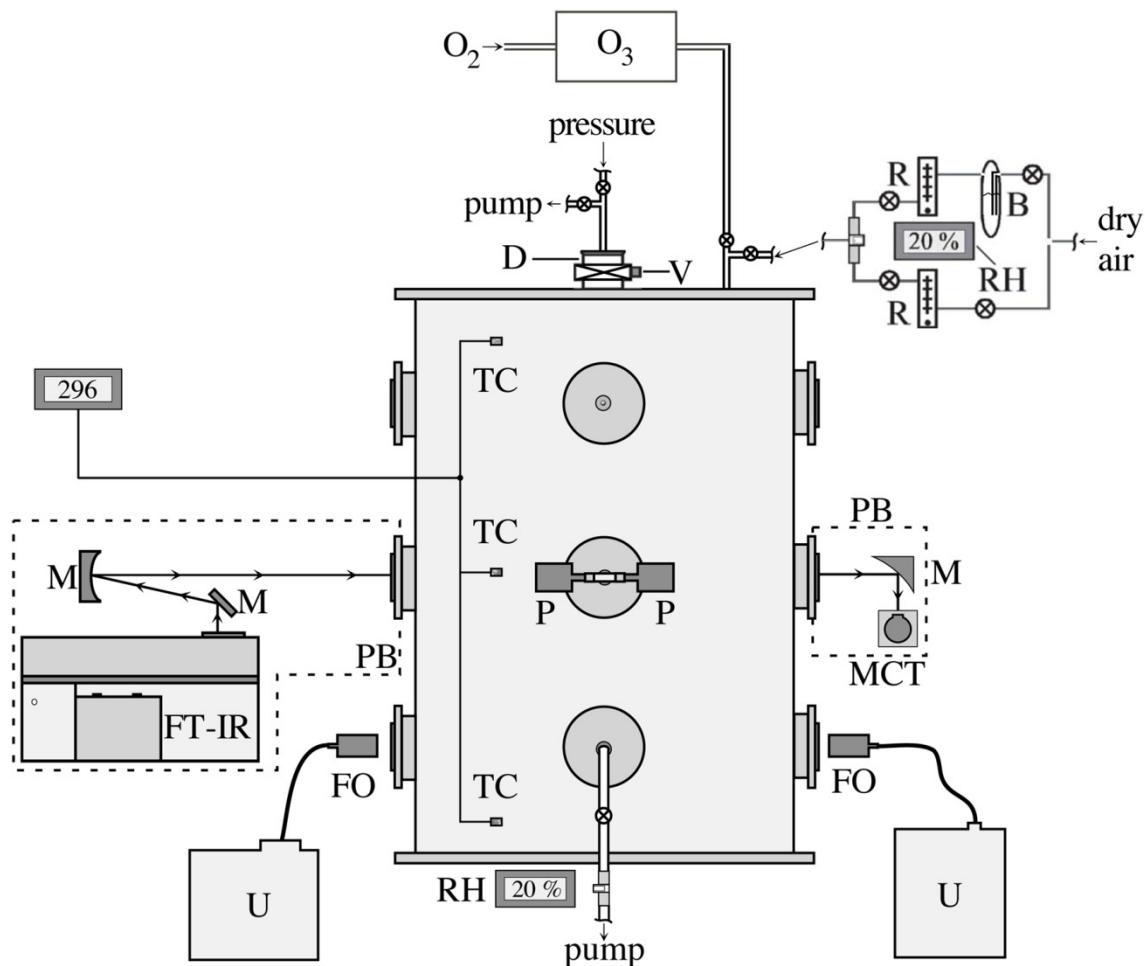 O₂
O₃
pressure
pump
D
V
R
B
20 %
RH
R
dry
air
TC
296
TC
PB
M
M
PB
FT-IR
P
P
PB
M
MCT
TC
FO
FO
U
U
RH
20 %
pump